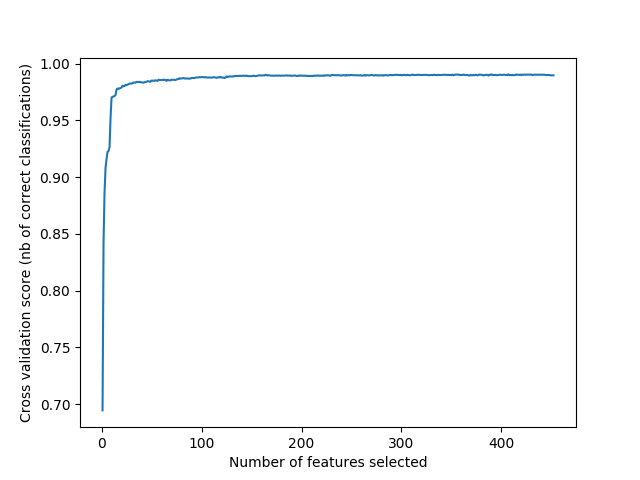 1.00
0.95
0.90
0.85
0.80
0.75
0.70
Cross validation score (nb of correct classifications)
0 100 200 300 400
Number of features selected